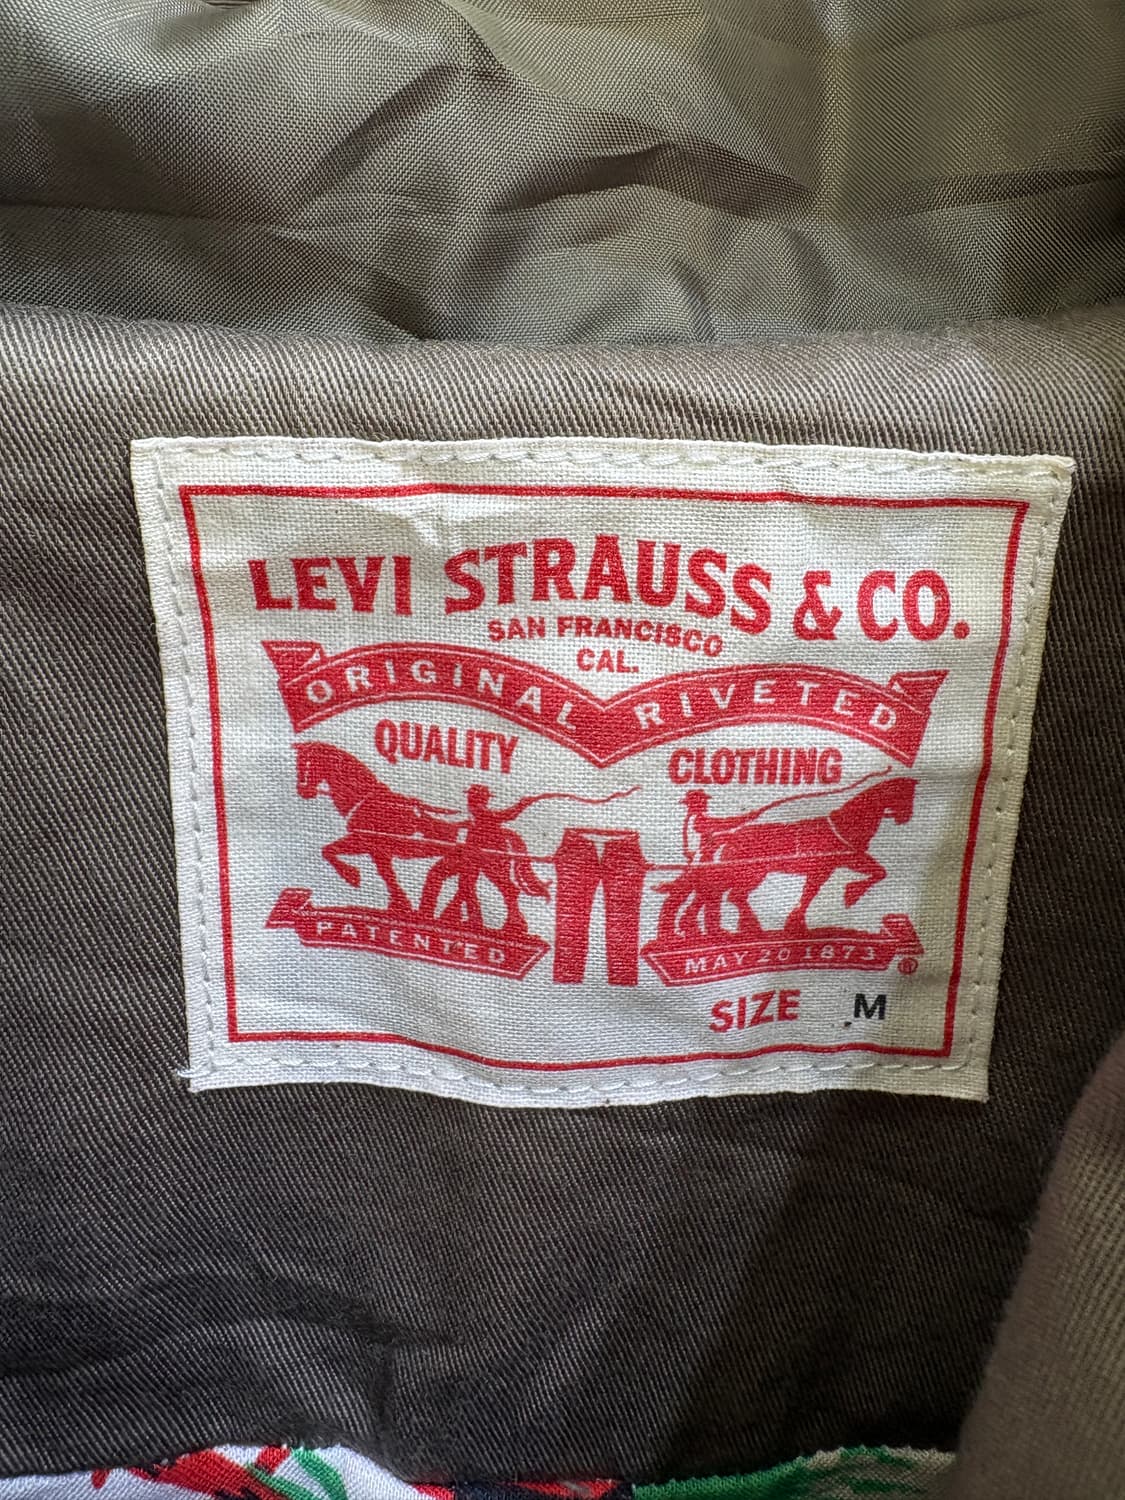 LEVI STRAUSS & CO.
SAN FRANCISCO
CAL.
ORIGINAL RIVETED
QUALITY CLOTHING
PATENTED MAY 20 1873 ®
SIZE M